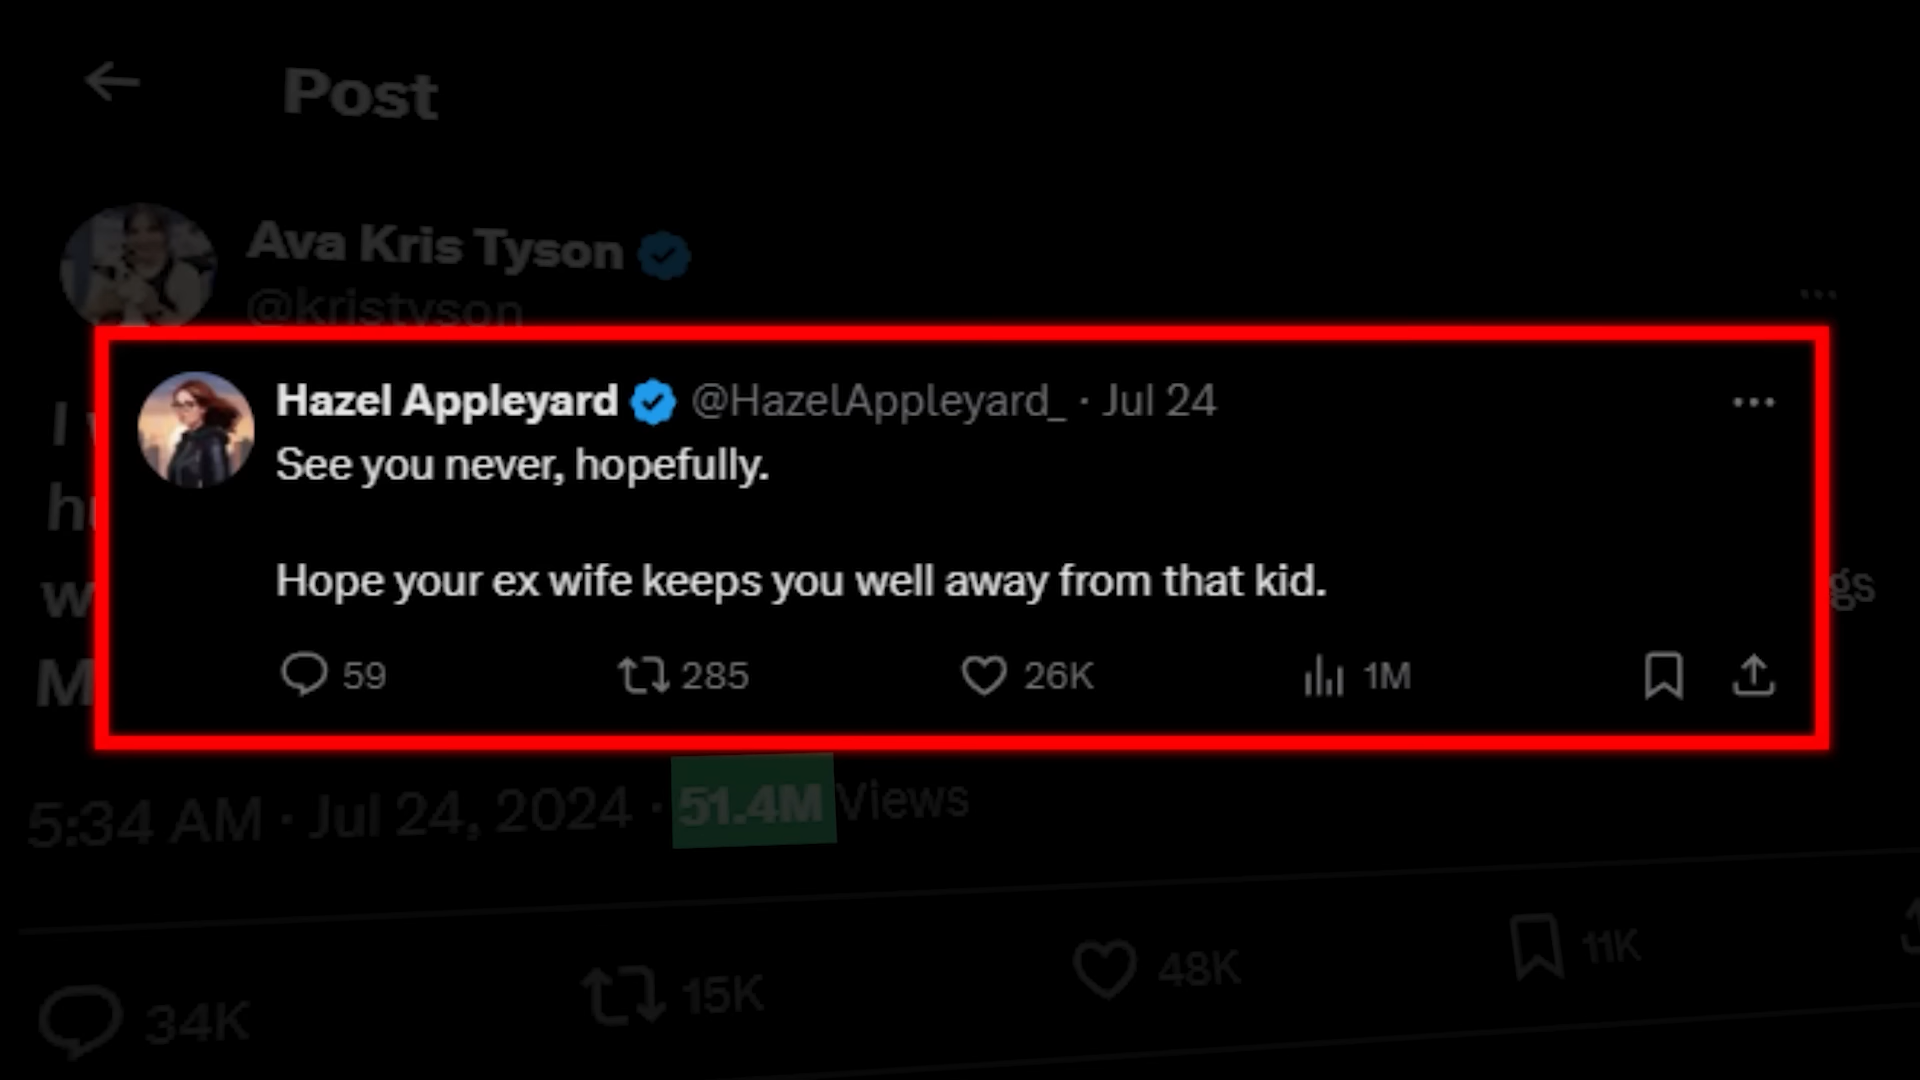 Post
Ava Kris Tyson
@kristyson
Hazel Appleyard @HazelAppleyard_ · Jul 24
See you never, hopefully.
Hope your ex wife keeps you well away from that kid.
59 285 26K 1M
gs
5:34 AM · Jul 24, 2024 · 51.4M Views
34K 15K 48K 11K